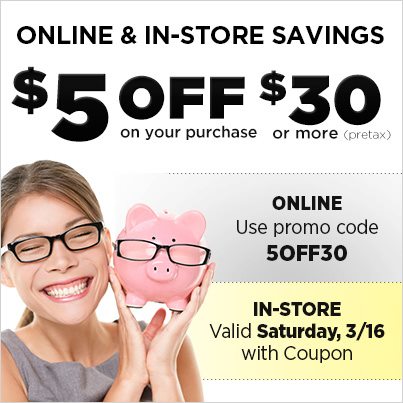 ONLINE & IN-STORE SAVINGS
$5 OFF $30
on your purchase or more (pretax)
ONLINE
Use promo code
5OFF30
IN-STORE
Valid Saturday, 3/16
with Coupon